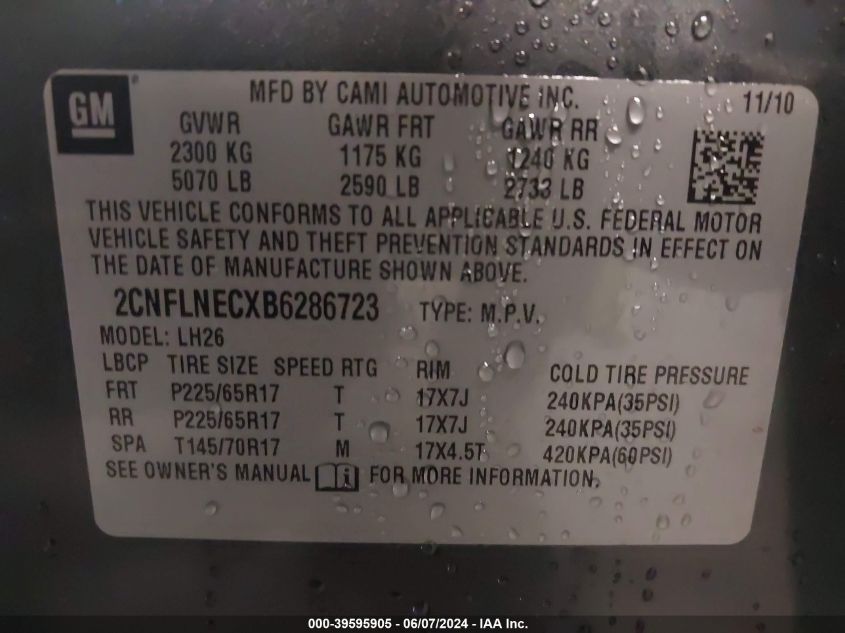 GM ® MFD BY CAMI AUTOMOTIVE INC. 11/10
GVWR GAWR FRT GAWR RR
2300 KG 1175 KG 1240 KG
5070 LB 2590 LB 2733 LB
THIS VEHICLE CONFORMS TO ALL APPLICABLE U.S. FEDERAL MOTOR
VEHICLE SAFETY AND THEFT PREVENTION STANDARDS IN EFFECT ON
THE DATE OF MANUFACTURE SHOWN ABOVE.
2CNFLNECXB6286723 TYPE: M.P.V.
MODEL: LH26
LBCP TIRE SIZE SPEED RTG RIM COLD TIRE PRESSURE
FRT P225/65R17 T 17X7J 240KPA(35PSI)
RR P225/65R17 T 17X7J 240KPA(35PSI)
SPA T145/70R17 M 17X4.5T 420KPA(60PSI)
SEE OWNER'S MANUAL i FOR MORE INFORMATION.
000-39595905 - 06/07/2024 - IAA Inc.